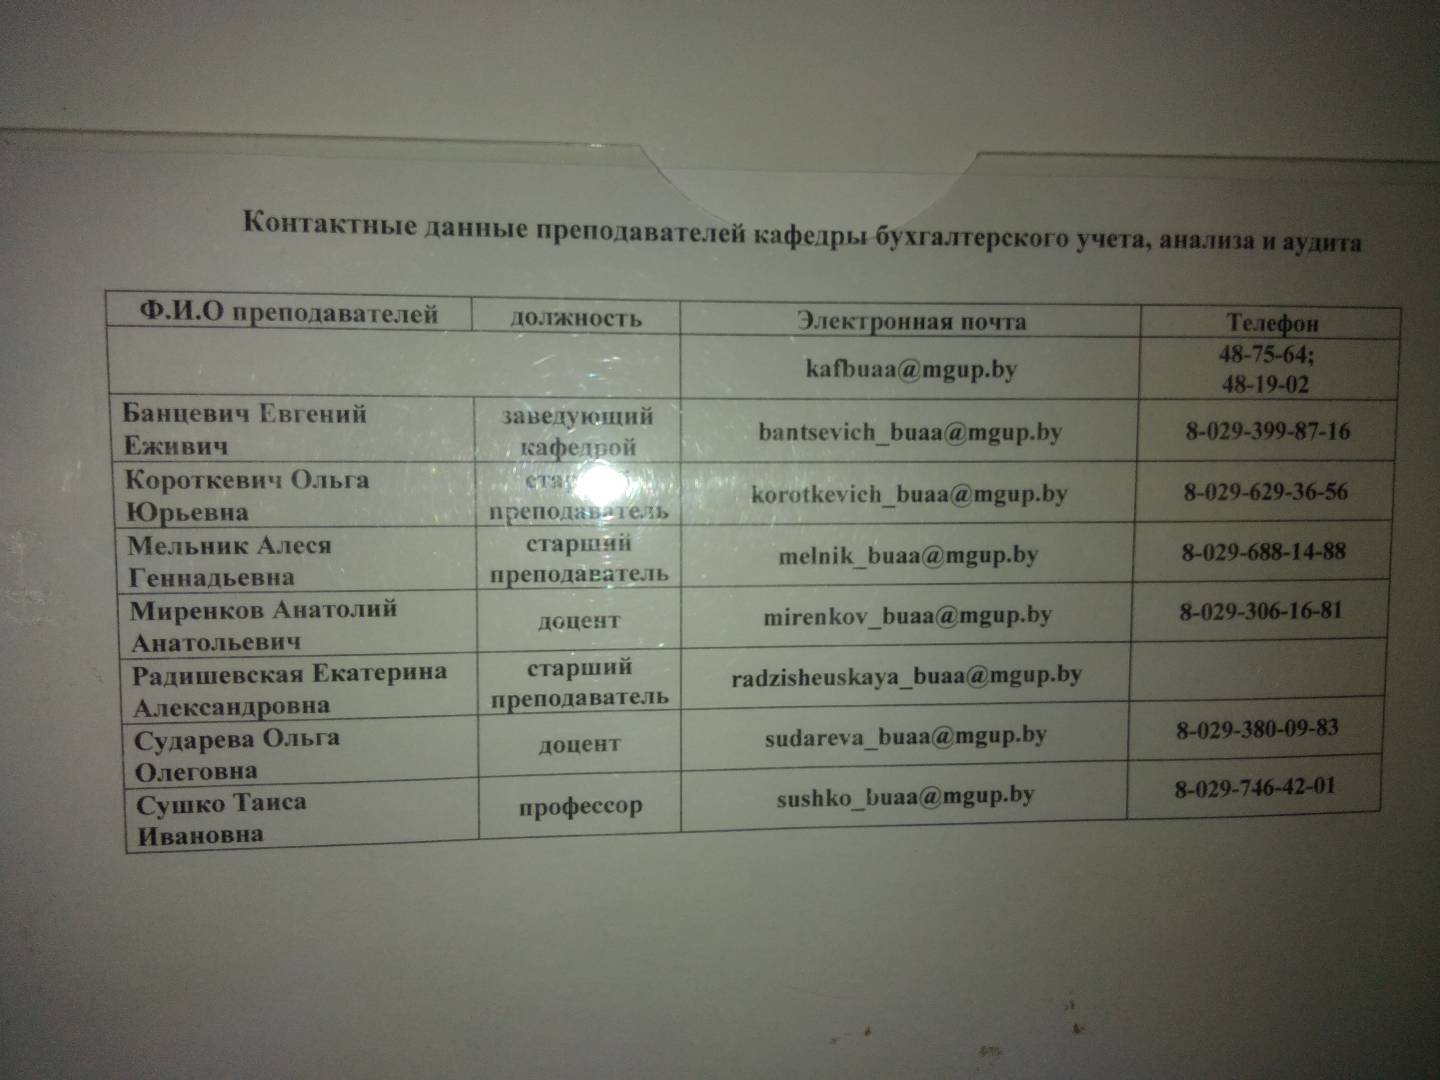 Контактные данные преподавателей кафедры бухгалтерского учета, анализа и аудита
Ф.И.О преподавателей должность Электронная почта Телефон
kafbuaa@mgup.by 48-75-64;
48-19-02
Банцевич Евгений заведующий
Еживич кафедрой bantsevich_buaa@mgup.by 8-029-399-87-16
Короткевич Ольга
Юрьевна преподаватель korotkevich_buaa@mgup.by 8-029-629-36-56
Мельник Алеся старший
Геннадьевна преподаватель melnik_buaa@mgup.by 8-029-688-14-88
Миренков Анатолий
Анатольевич доцент mirenkov_buaa@mgup.by 8-029-306-16-81
Радишевская Екатерина старший
Александровна преподаватель radzisheuskaya_buaa@mgup.by
Сударева Ольга
Олеговна доцент sudareva_buaa@mgup.by 8-029-380-09-83
Сушко Таиса
Ивановна профессор sushko_buaa@mgup.by 8-029-746-42-01